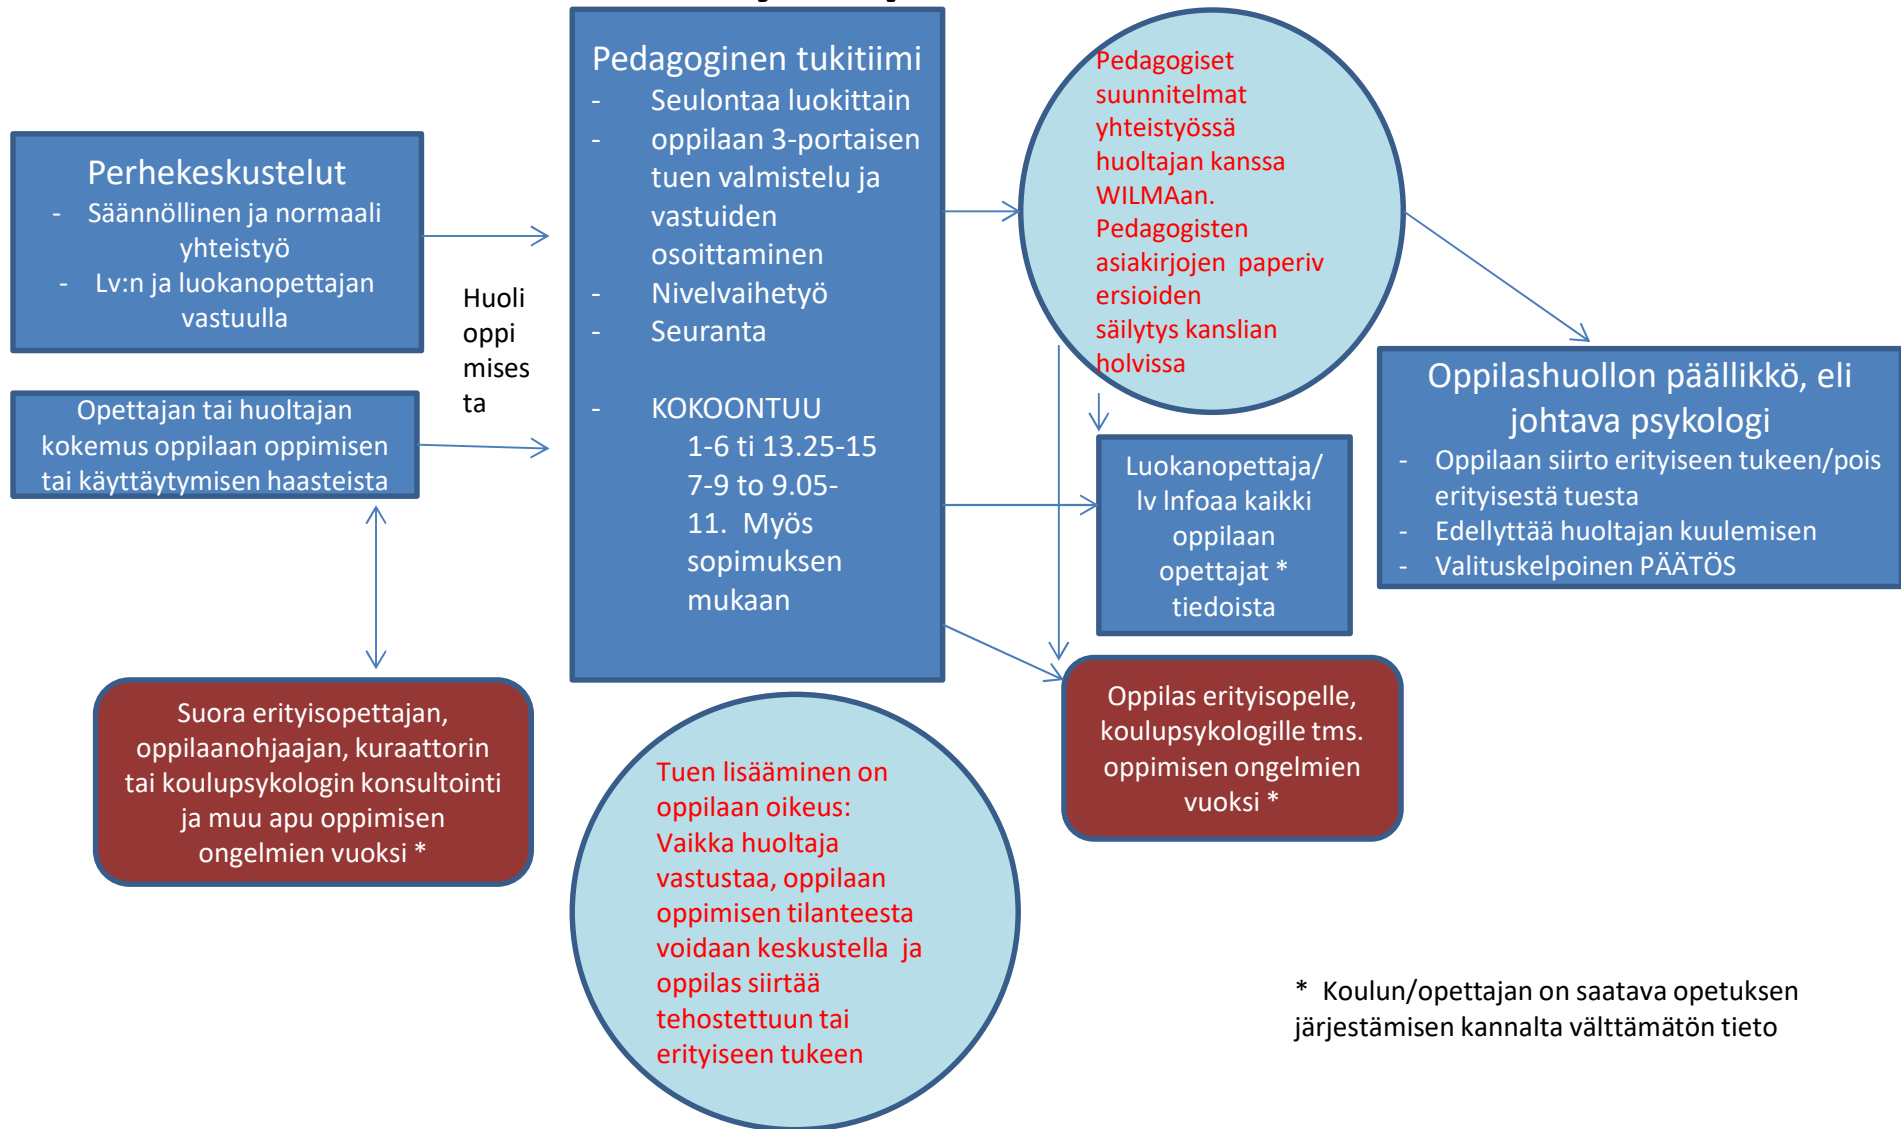 Perhekeskustelut
- Säännöllinen ja normaali
yhteistyö
- Lv:n ja luokanopettajan
vastuulla
Opettajan tai huoltajan
kokemus oppilaan oppimisen
tai käyttäytymisen haasteista
Suora erityisopettajan,
oppilaanohjaajan, kuraattorin
tai koulupsykologin konsultointi
ja muu apu oppimisen
ongelmien vuoksi *
Huoli
oppi
mises
ta
Pedagoginen tukitiimi
- Seulontaa luokittain
- oppilaan 3-portaisen
tuen valmistelu ja
vastuiden
osoittaminen
- Nivelvaihetyö
- Seuranta
- KOKOONTUU
1-6 ti 13.25-15
7-9 to 9.05-
11. Myös
sopimuksen
mukaan
Tuen lisääminen on
oppilaan oikeus:
Vaikka huoltaja
vastustaa, oppilaan
oppimisen tilanteesta
voidaan keskustella ja
oppilas siirtää
tehostettuun tai
erityiseen tukeen
Pedagogiset
suunnitelmat
yhteistyössä
huoltajan kanssa
WILMAan.
Pedagogisten
asiakirjojen paperiv
ersioiden
säilytys kanslian
holvissa
Luokanopettaja/
lv Infoaa kaikki
oppilaan
opettajat *
tiedoista
Oppilas erityisopelle,
koulupsykologille tms.
oppimisen ongelmien
vuoksi *
Oppilashuollon päällikkö, eli
johtava psykologi
- Oppilaan siirto erityiseen tukeen/pois
erityisestä tuesta
- Edellyttää huoltajan kuulemisen
- Valituskelpoinen PÄÄTÖS
* Koulun/opettajan on saatava opetuksen
järjestämisen kannalta välttämätön tieto